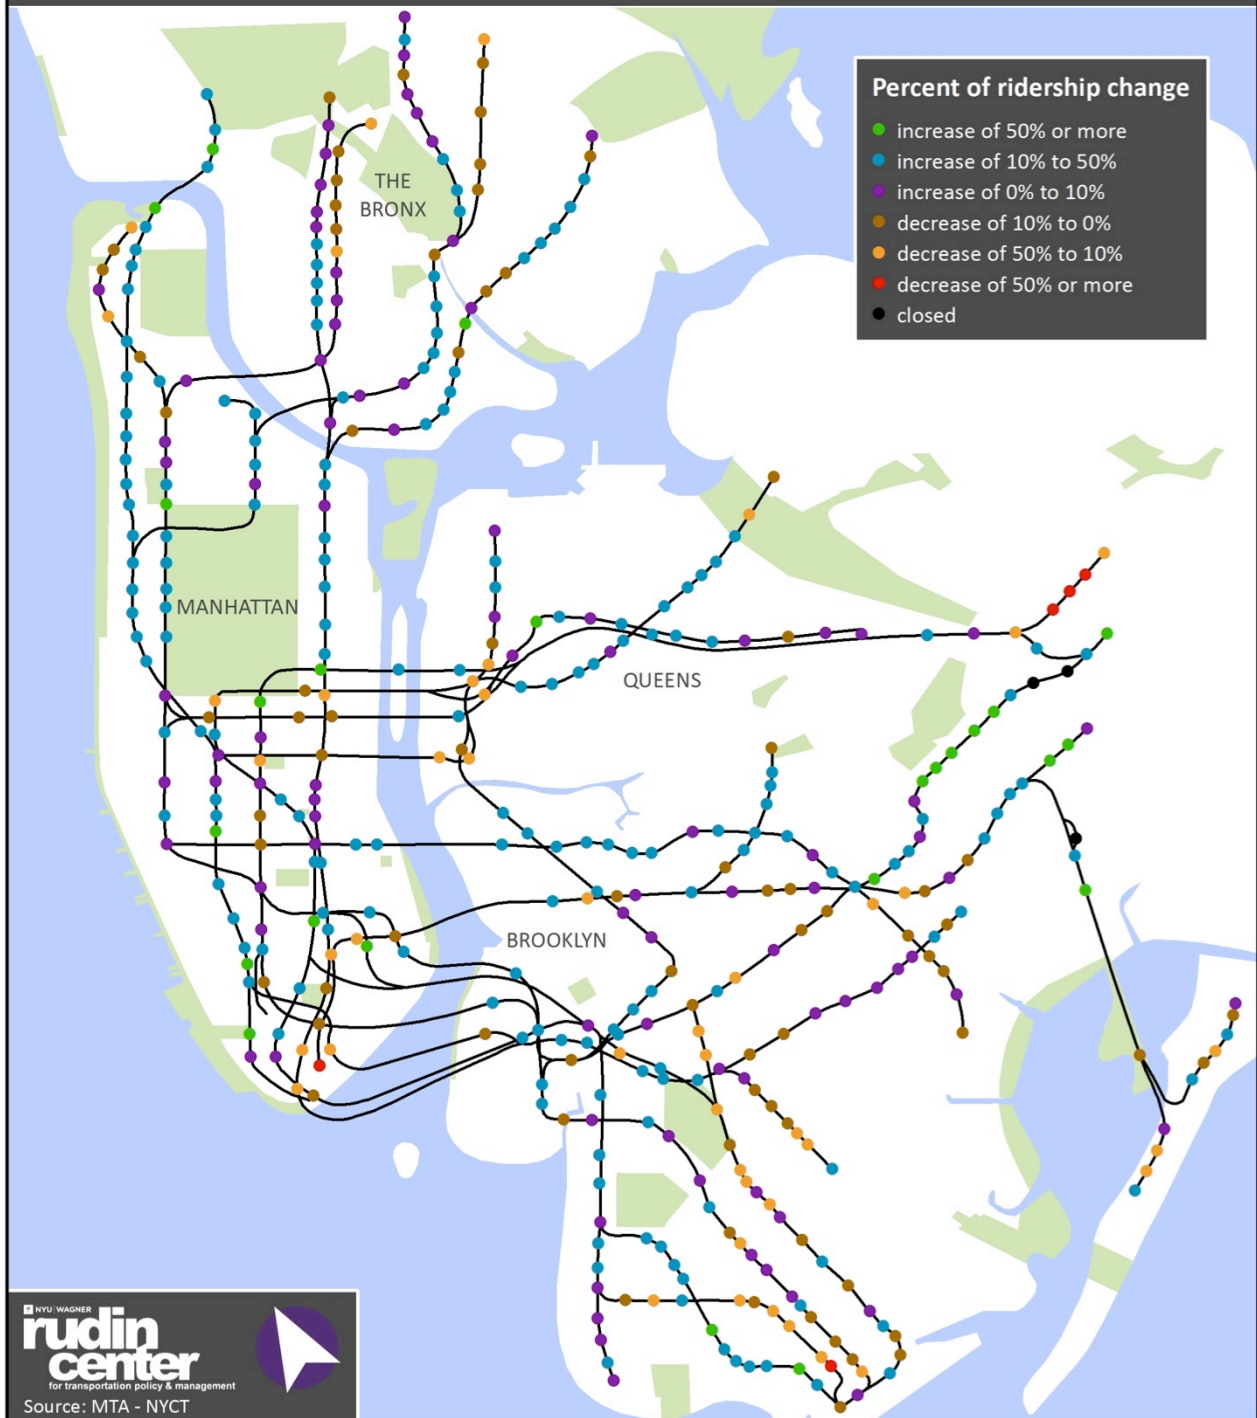 Percent of ridership change
increase of 50% or more
increase of 10% to 50%
increase of 0% to 10%
decrease of 10% to 0%
decrease of 50% to 10%
decrease of 50% or more
closed
THE
BRONX
MANHATTAN
QUEENS
BROOKLYN
NYU WAGNER
rudin
center
for transportation policy & management
Source: MTA - NYCT